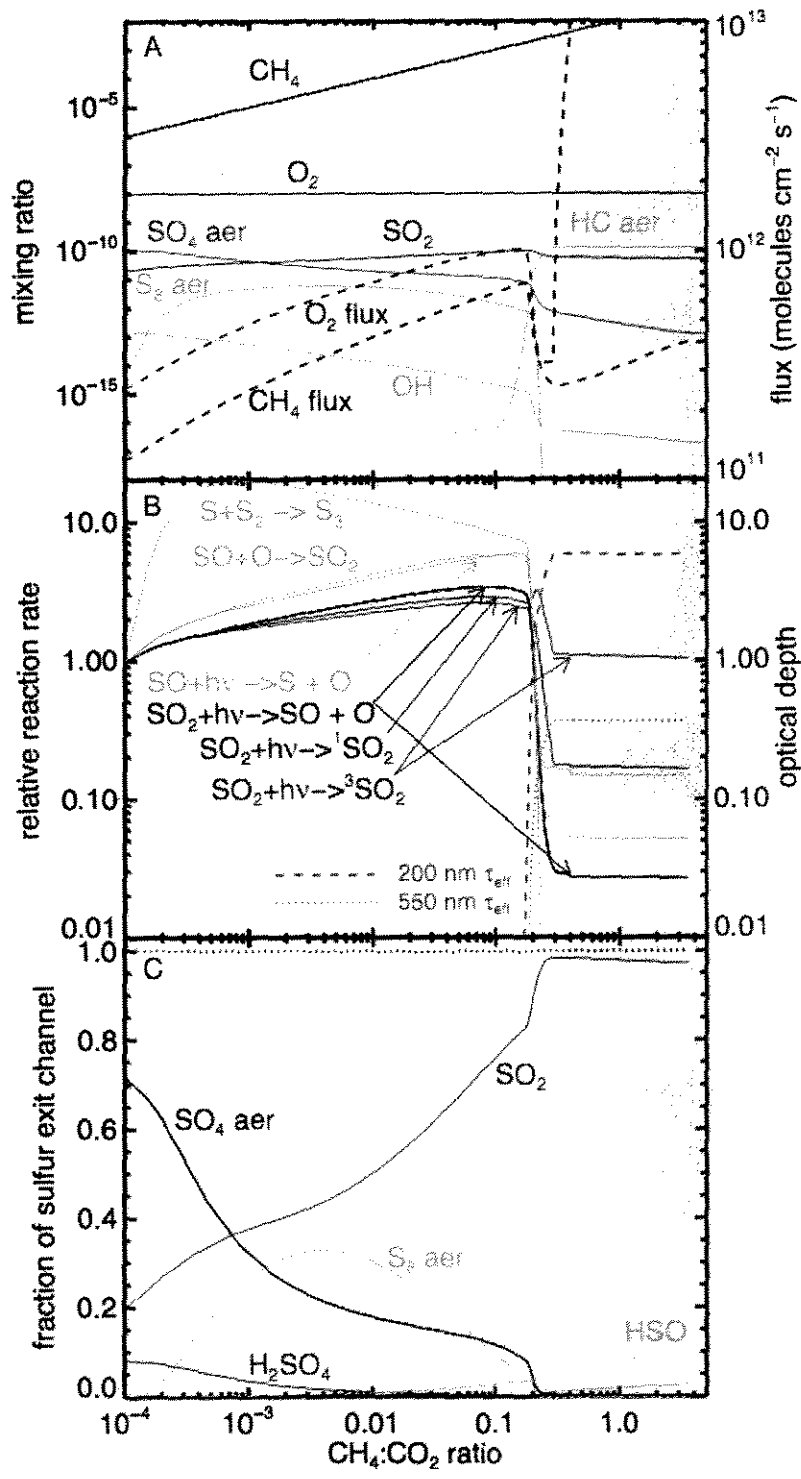 A
CH₄
O₂
SO₄ aer
SO₂
HC aer
S₈ aer
O₂ flux
CH₄ flux
OH
10⁻⁵
10⁻¹⁰
10⁻¹⁵
mixing ratio
10¹³
10¹²
10¹¹
flux (molecules cm⁻² s⁻¹)
B
S+S₂ -> S₃
SO+O->SO₂
SO+hν->S + O
SO₂+hν->SO + O
SO₂+hν->¹SO₂
SO₂+hν->³SO₂
200 nm τeff
550 nm τeff
10.0
1.00
0.10
0.01
relative reaction rate
10.0
1.00
0.10
0.01
optical depth
C
SO₄ aer
SO₂
S₈ aer
HSO
H₂SO₄
1.0
0.8
0.6
0.4
0.2
0.0
fraction of sulfur exit channel
10⁻⁴
10⁻³
0.01
0.1
1.0
CH₄:CO₂ ratio